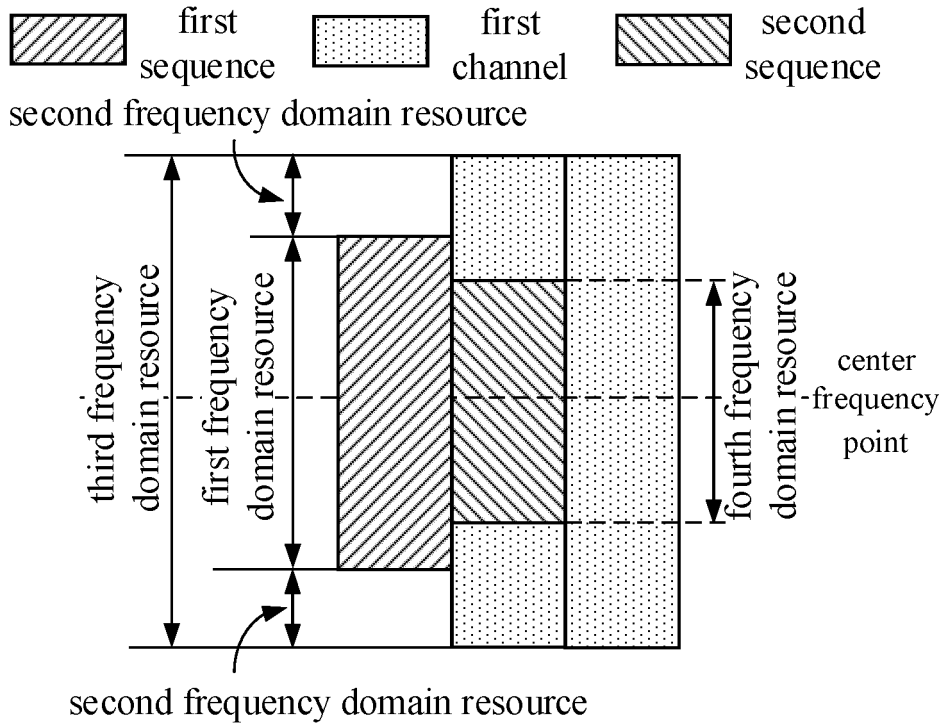 first
sequence
first
channel
second
sequence
second frequency domain resource
third frequency
domain resource
first frequency
domain resource
fourth frequency
domain resource
center
frequency
point
second frequency domain resource